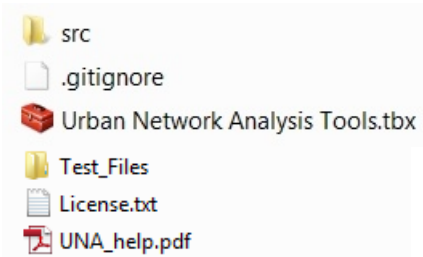 src
.gitignore
Urban Network Analysis Tools.tbx
Test_Files
License.txt
UNA_help.pdf